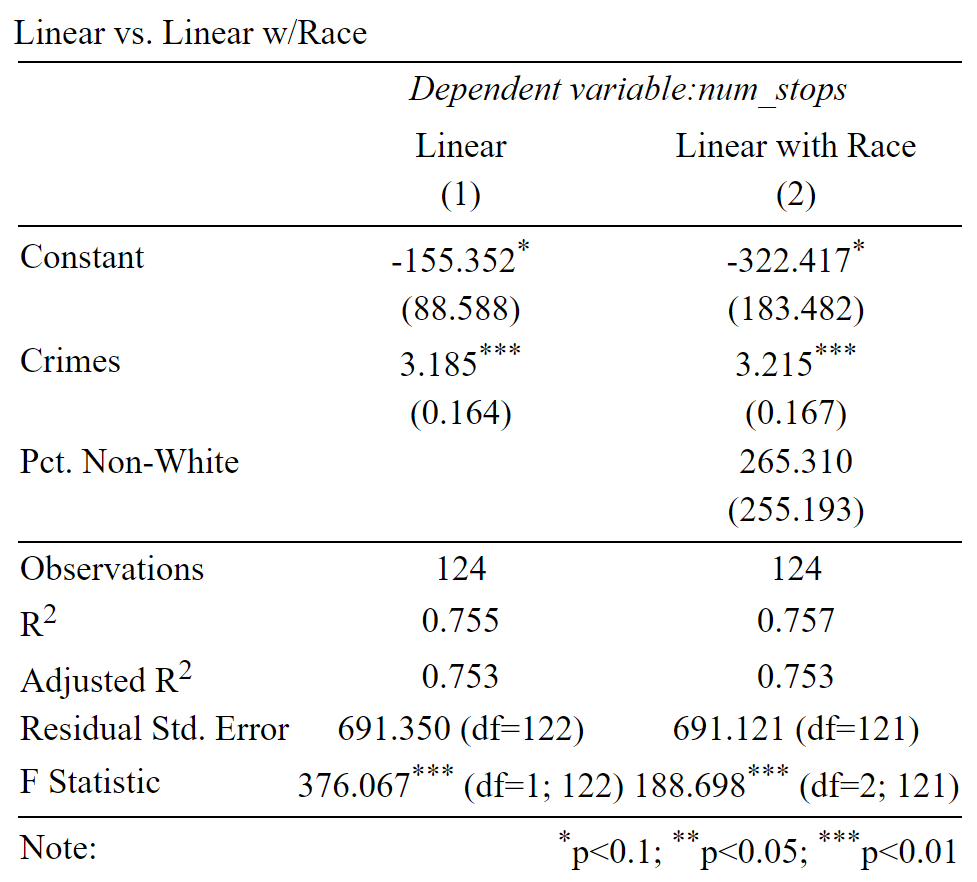 Linear vs. Linear w/Race
Dependent variable:num_stops
Linear Linear with Race
(1) (2)
Constant -155.352* -322.417*
(88.588) (183.482)
Crimes 3.185*** 3.215***
(0.164) (0.167)
Pct. Non-White 265.310
(255.193)
Observations 124 124
R2 0.755 0.757
Adjusted R2 0.753 0.753
Residual Std. Error 691.350 (df=122) 691.121 (df=121)
F Statistic 376.067*** (df=1; 122) 188.698*** (df=2; 121)
Note: *p<0.1; **p<0.05; ***p<0.01